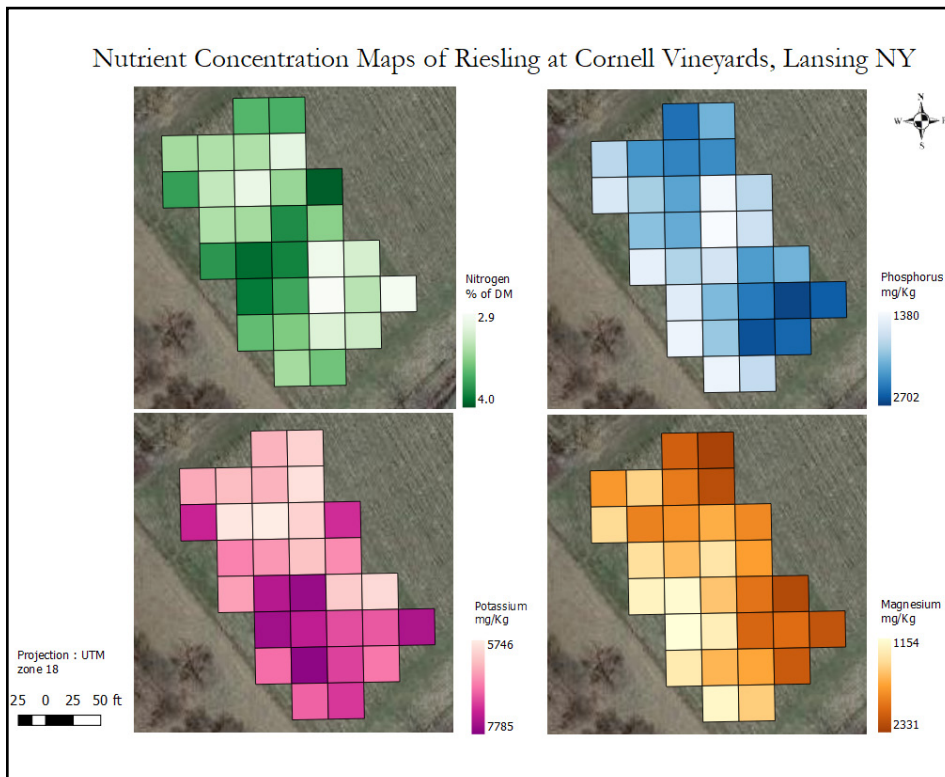 Nutrient Concentration Maps of Riesling at Cornell Vineyards, Lansing NY
N
W E
S
Nitrogen
% of DM
2.9
4.0
Phosphorus
mg/Kg
1380
2702
Potassium
mg/Kg
5746
7785
Magnesium
mg/Kg
1154
2331
Projection : UTM
zone 18
25 0 25 50 ft